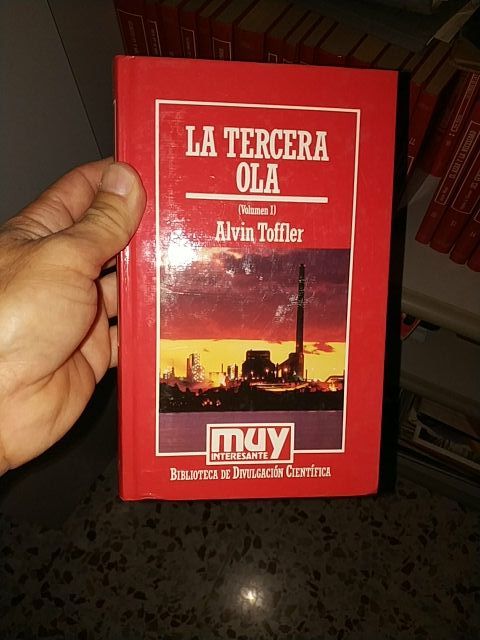 LA TERCERA
OLA
(Volumen I)
Alvin Toffler
muy
INTERESANTE
BIBLIOTECA DE DIVULGACIÓN CIENTÍFICA